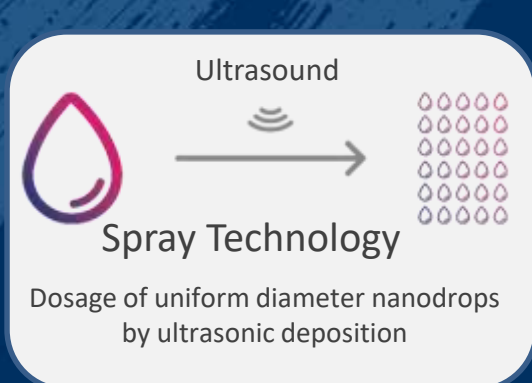 Ultrasound
Spray Technology
Dosage of uniform diameter nanodrops
by ultrasonic deposition